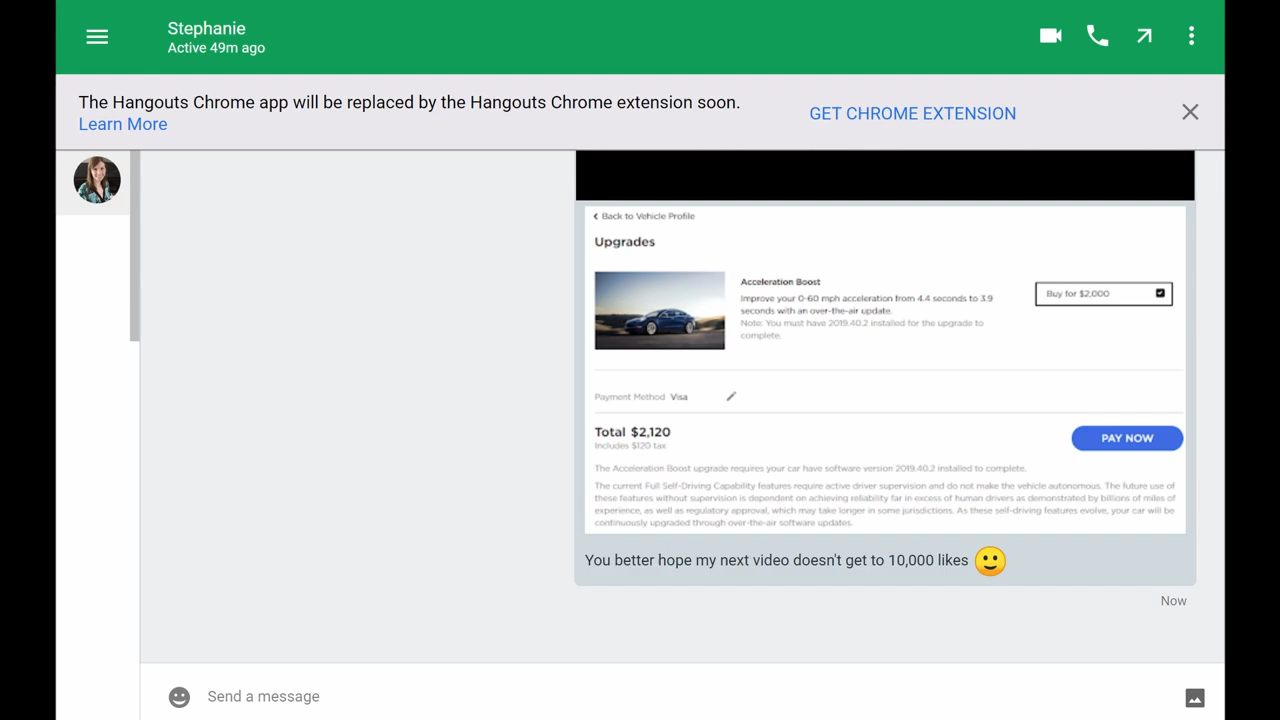 Stephanie
Active 49m ago
The Hangouts Chrome app will be replaced by the Hangouts Chrome extension soon.
Learn More
GET CHROME EXTENSION
Back to Vehicle Profile
Upgrades
Acceleration Boost
Improve your 0-60 mph acceleration from 4.4 seconds to 3.9
seconds with an over-the-air update.
Note: You must have 2019.40.2 installed for the upgrade to
complete.
Buy for $2,000
Payment Method Visa
Total $2,120
Includes $120 tax
PAY NOW
The Acceleration Boost upgrade requires your car have software version 2019.40.2 installed to complete.
The current Full Self-Driving Capability features require active driver supervision and do not make the vehicle autonomous. The future use of
these features without supervision is dependent on achieving reliability far in excess of human drivers as demonstrated by billions of miles of
experience, as well as regulatory approval, which may take longer in some jurisdictions. As these self-driving features evolve, your car will be
continuously upgraded through over-the-air software updates.
You better hope my next video doesn't get to 10,000 likes
Now
Send a message